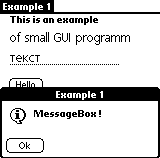 Example 1
This is an example
of small GUI programm
текст
Hello
Example 1
MessageBox!
Ok